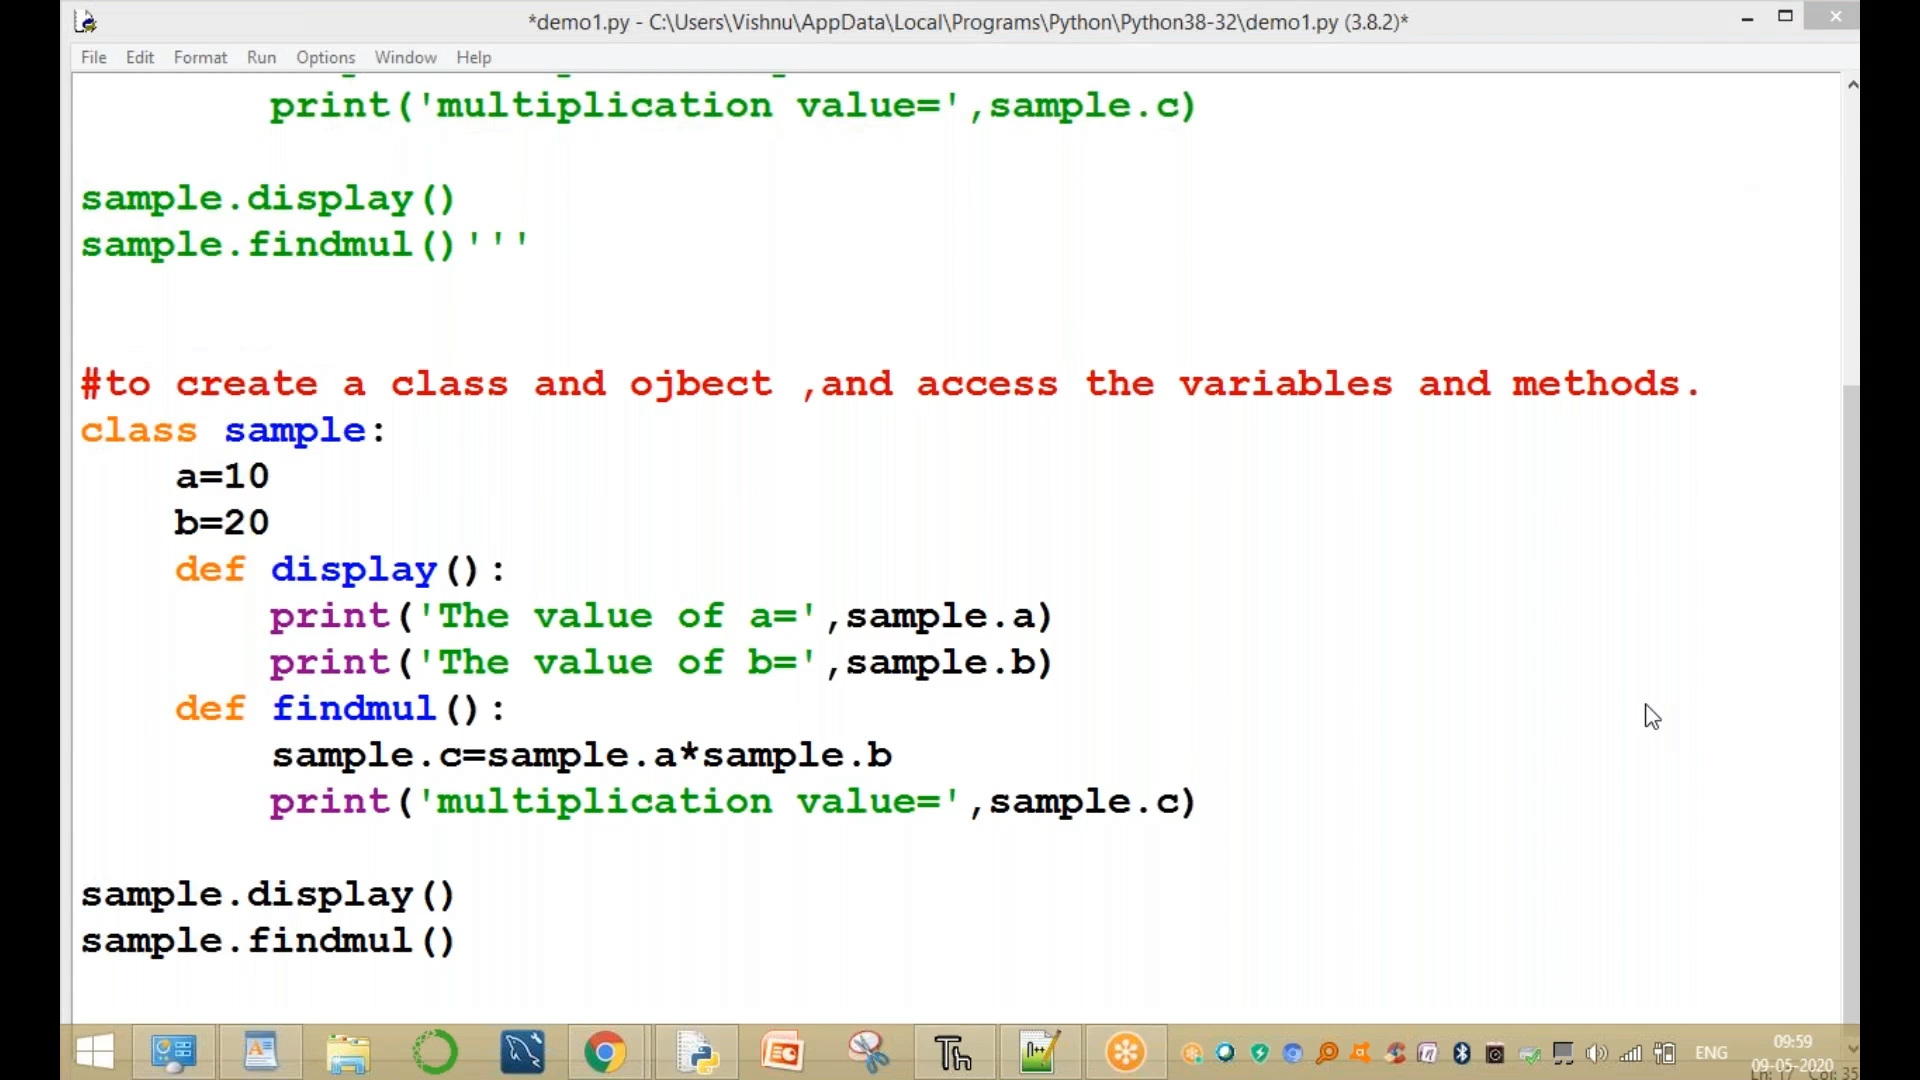 *demo1.py - C:\Users\Vishnu\AppData\Local\Programs\Python\Python38-32\demo1.py (3.8.2)*
File Edit Format Run Options Window Help
print('multiplication value=',sample.c)
sample.display()
sample.findmul()'''
#to create a class and ojbect ,and access the variables and methods.
class sample:
a=10
b=20
def display():
print('The value of a=',sample.a)
print('The value of b=',sample.b)
def findmul():
sample.c=sample.a*sample.b
print('multiplication value=',sample.c)
sample.display()
sample.findmul()
Th
ENG
09:59
09-05-2020